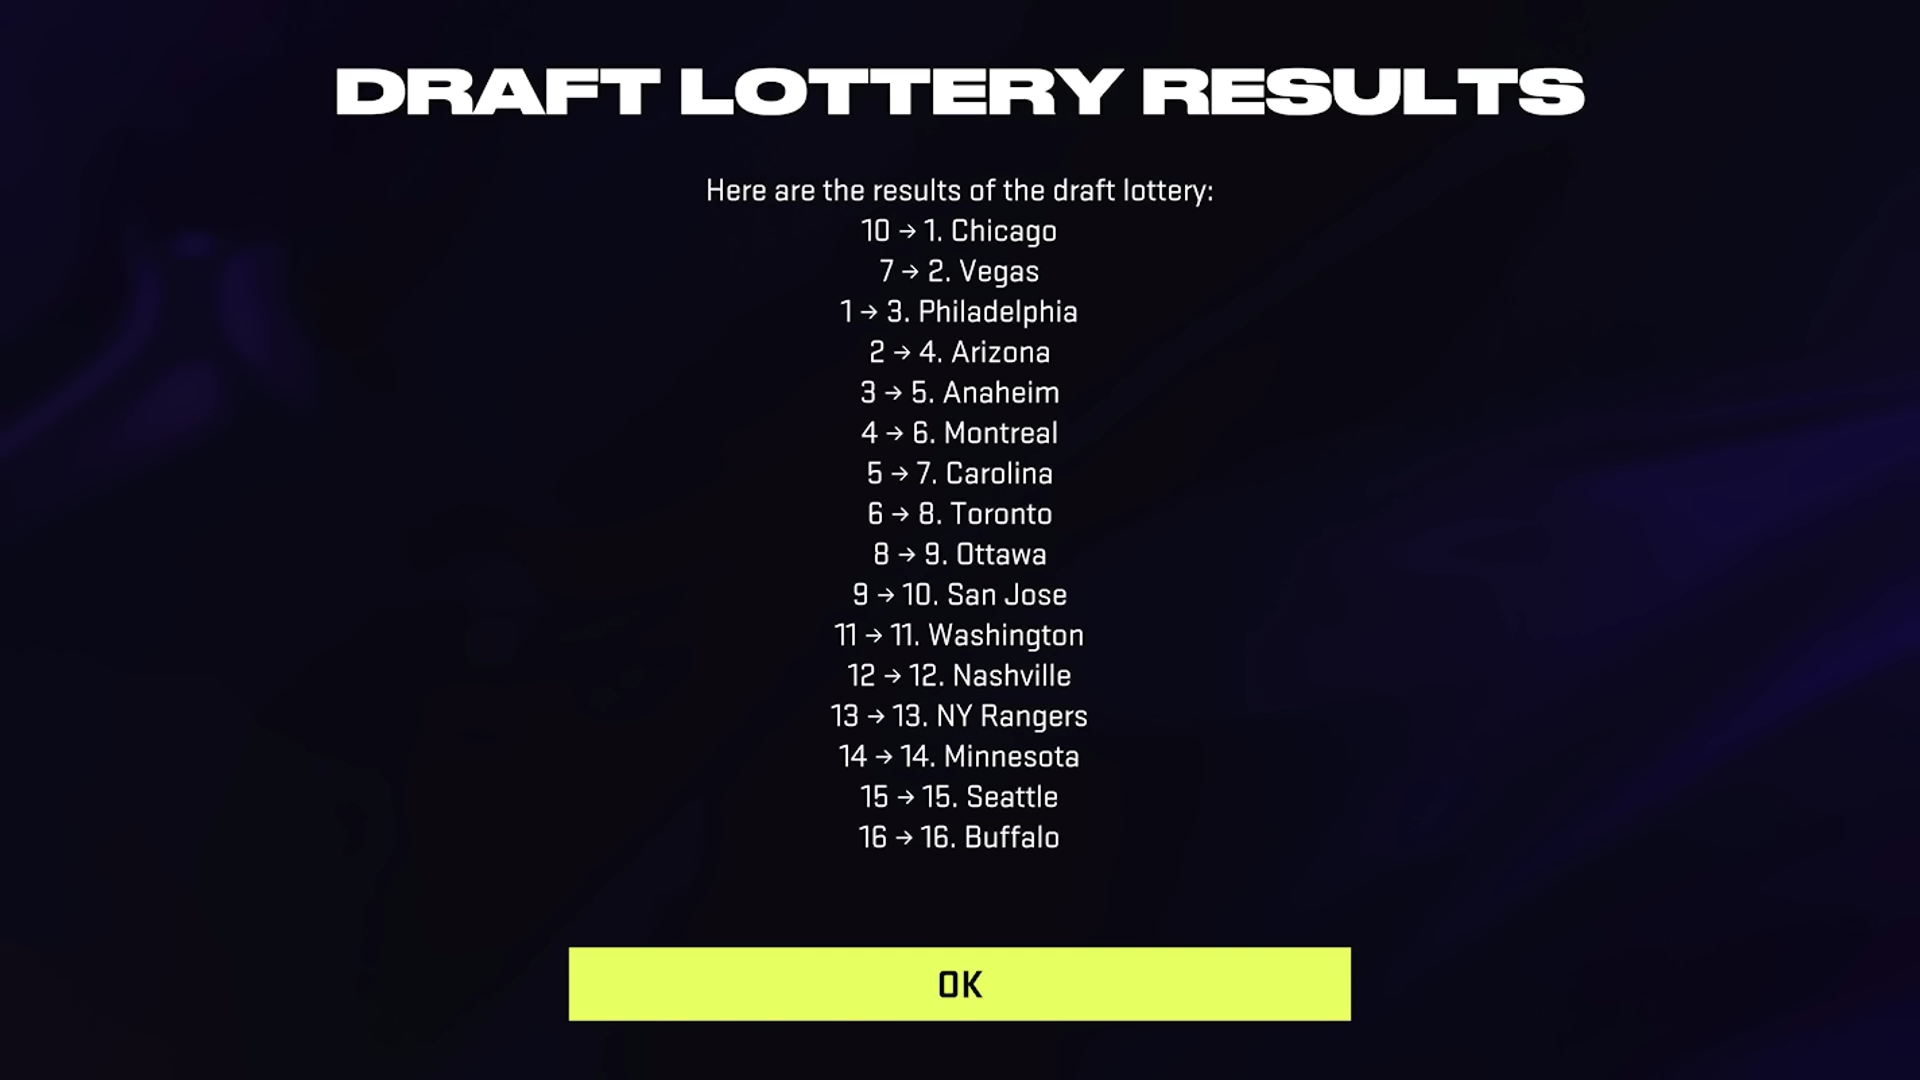 DRAFT LOTTERY RESULTS
Here are the results of the draft lottery:
10 → 1. Chicago
7 → 2. Vegas
1 → 3. Philadelphia
2 → 4. Arizona
3 → 5. Anaheim
4 → 6. Montreal
5 → 7. Carolina
6 → 8. Toronto
8 → 9. Ottawa
9 → 10. San Jose
11 → 11. Washington
12 → 12. Nashville
13 → 13. NY Rangers
14 → 14. Minnesota
15 → 15. Seattle
16 → 16. Buffalo
OK